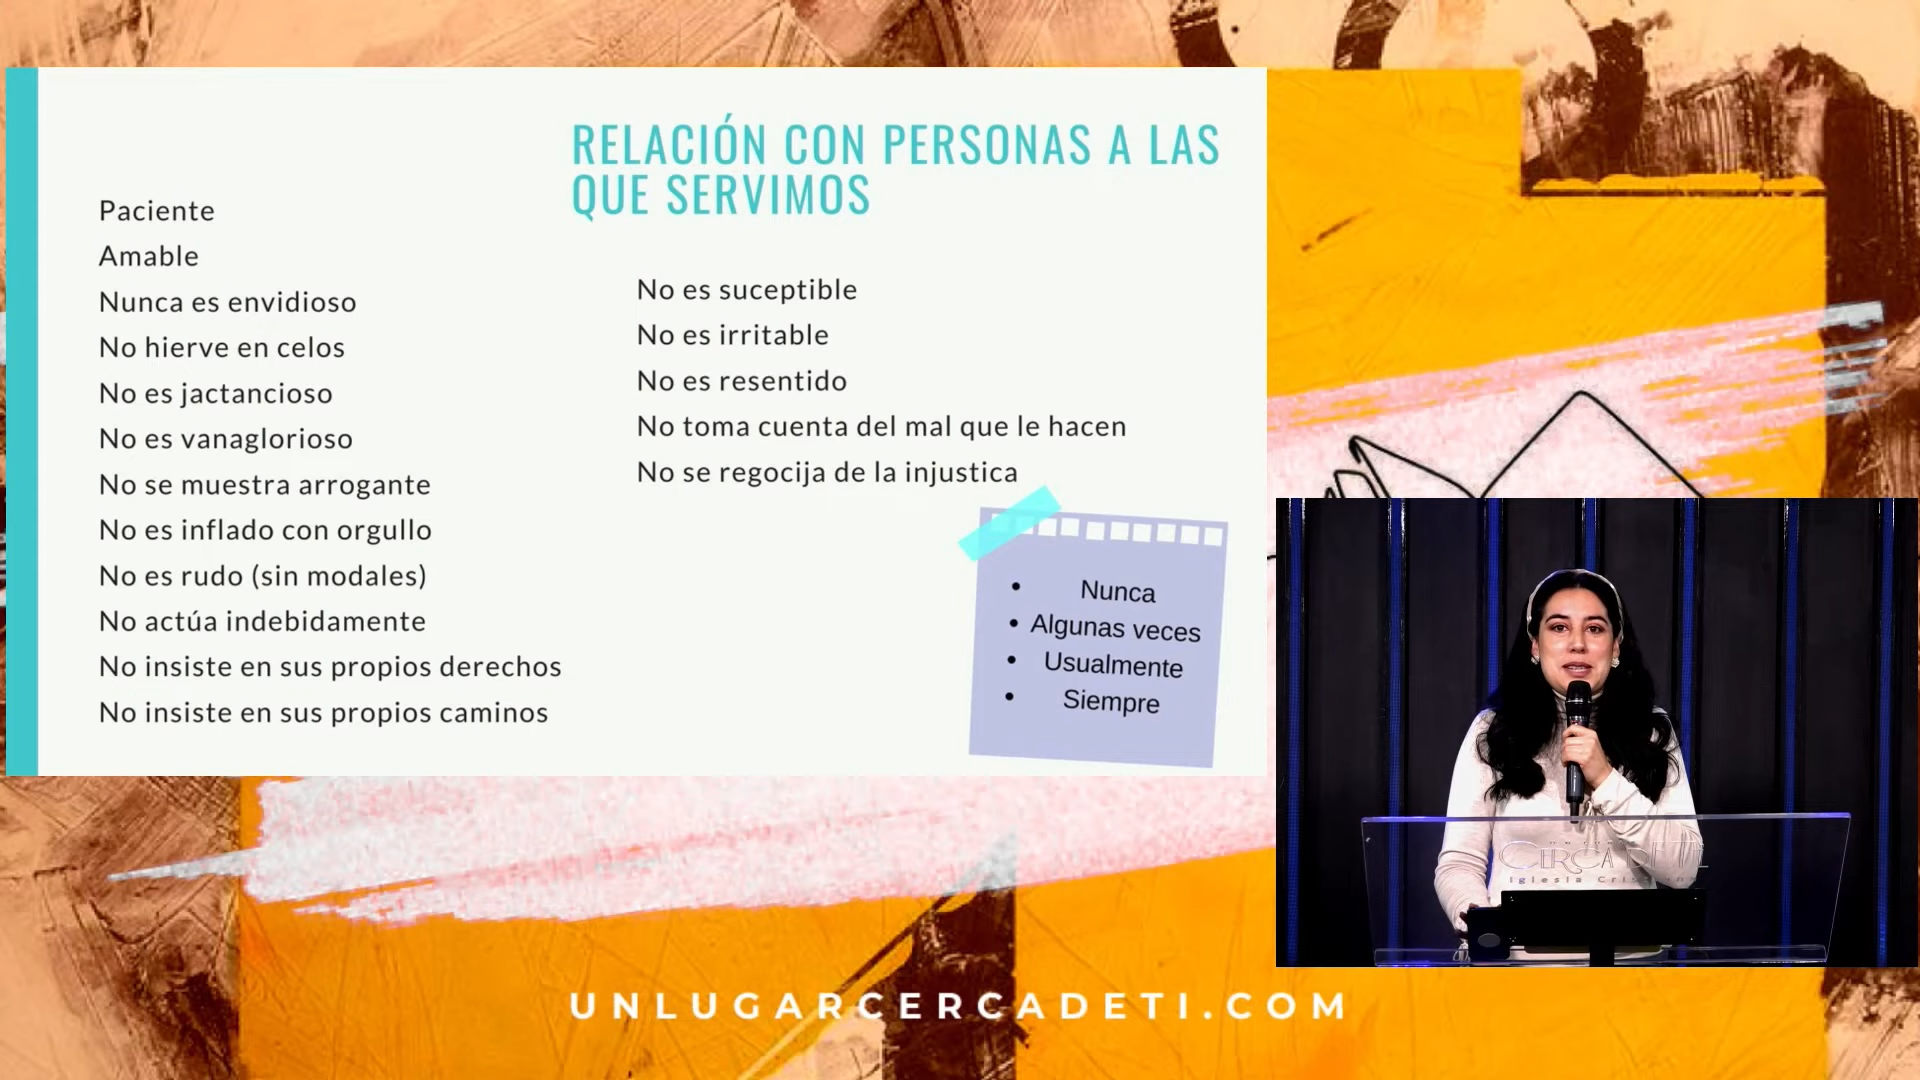 RELACIÓN CON PERSONAS A LAS
QUE SERVIMOS
Paciente
Amable
Nunca es envidioso
No hierve en celos
No es jactancioso
No es vanaglorioso
No se muestra arrogante
No es inflado con orgullo
No es rudo (sin modales)
No actúa indebidamente
No insiste en sus propios derechos
No insiste en sus propios caminos
No es suceptible
No es irritable
No es resentido
No toma cuenta del mal que le hacen
No se regocija de la injustica
• Nunca
• Algunas veces
• Usualmente
• Siempre
CERCA DE TI
UNLUGARCERCADETI.COM